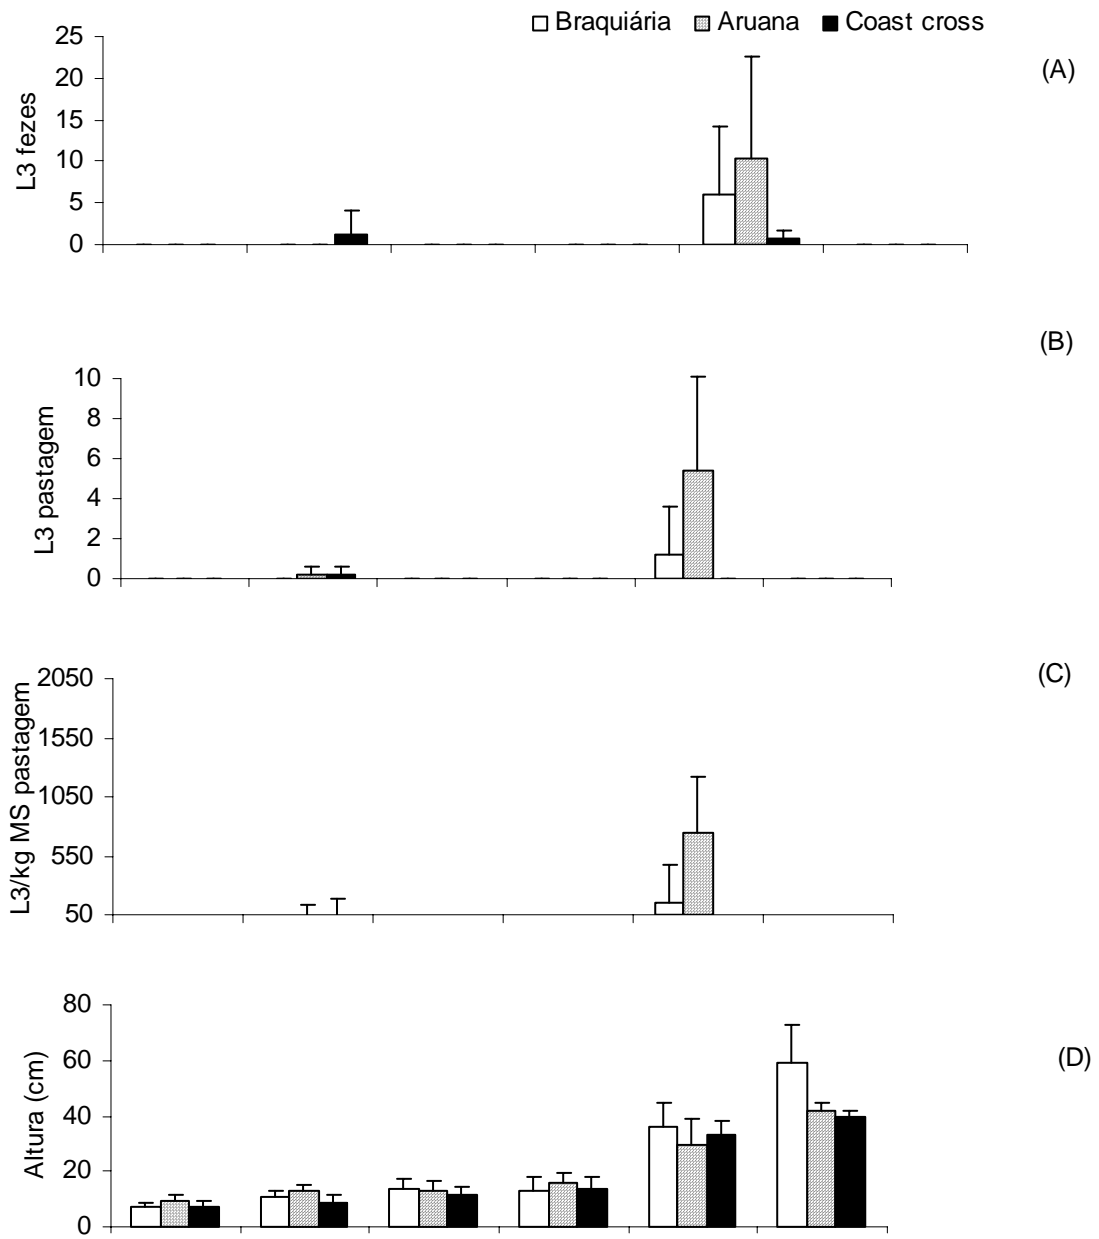 Braquiária Aruana Coast cross
(A)
L3 fezes
25
20
15
10
5
0
(B)
L3 pastagem
10
8
6
4
2
0
(C)
L3/kg MS pastagem
2050
1550
1050
550
50
(D)
Altura (cm)
80
60
40
20
0